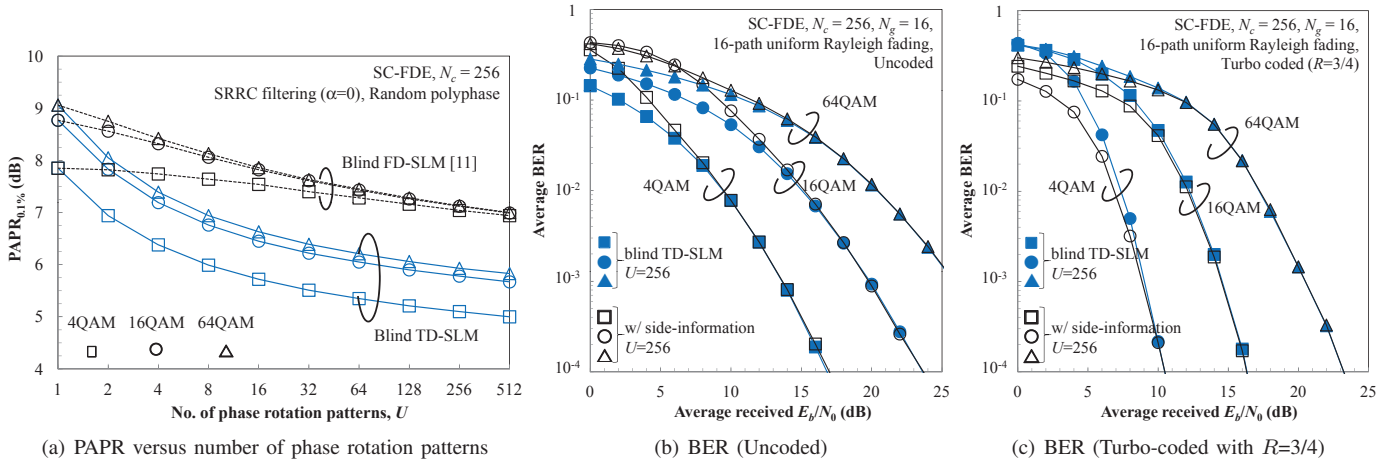 10
9
8
7
6
5
4
PAPR0.1% (dB)
SC-FDE, Nc = 256
SRRC filtering (α=0), Random polyphase
Blind FD-SLM [11]
4QAM 16QAM 64QAM
Blind TD-SLM
1 2 4 8 16 32 64 128 256 512
No. of phase rotation patterns, U
(a) PAPR versus number of phase rotation patterns
1
10-1
10-2
10-3
10-4
Average BER
SC-FDE, Nc = 256, Ng = 16,
16-path uniform Rayleigh fading,
Uncoded
64QAM
4QAM
16QAM
blind TD-SLM
U=256
w/ side-information
U=256
0 5 10 15 20 25
Average received Eb/N0 (dB)
(b) BER (Uncoded)
1
10-1
10-2
10-3
10-4
Average BER
SC-FDE, Nc = 256, Ng = 16,
16-path uniform Rayleigh fading,
Turbo coded (R=3/4)
64QAM
4QAM
16QAM
blind TD-SLM
U=256
w/ side-information
U=256
0 5 10 15 20 25
Average received Eb/N0 (dB)
(c) BER (Turbo-coded with R=3/4)